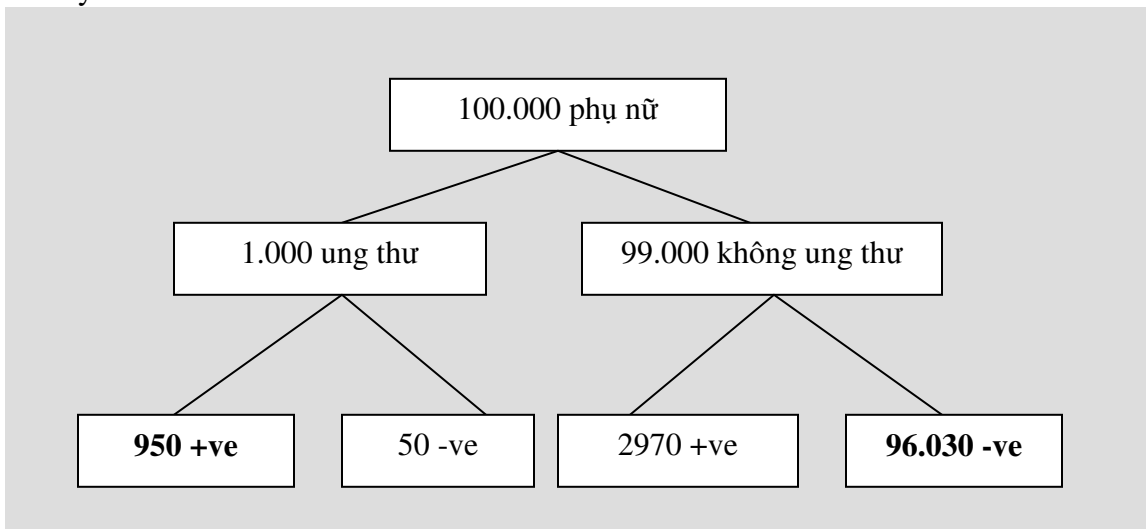 100.000 phụ nữ
1.000 ung thư
99.000 không ung thư
950 +ve
50 -ve
2970 +ve
96.030 -ve